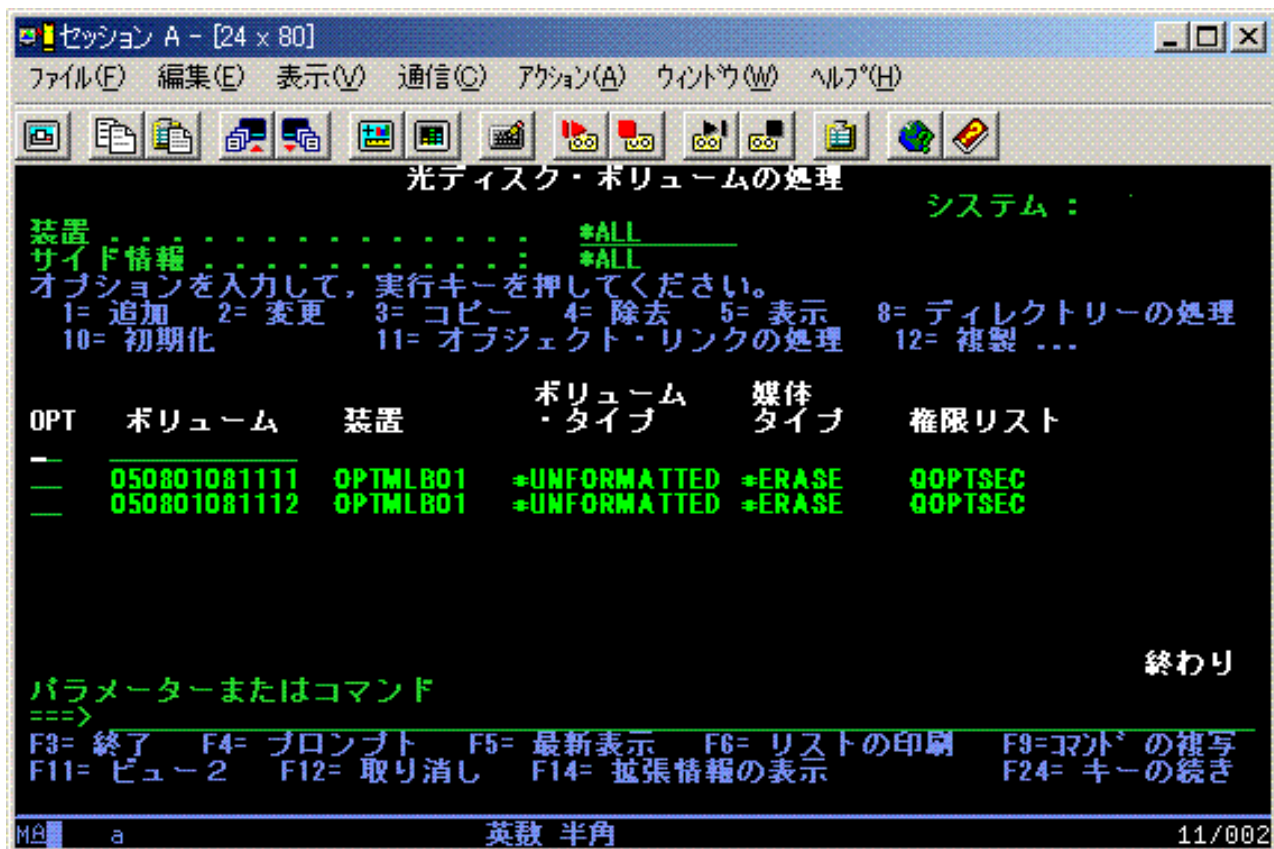 セッション A - [24 x 80]
ファイル(F) 編集(E) 表示(V) 通信(C) アクション(A) ウィンドウ(W) ヘルプ(H)
光ディスク・ボリュームの処理
システム :
装置 . . . . . . . . . . . . . . *ALL
サイド情報 . . . . . . . . . . . : *ALL
オプションを入力して, 実行キーを押してください。
1= 追加 2= 変更 3= コピー 4= 除去 5= 表示 8= ディレクトリーの処理
10= 初期化 11= オブジェクト・リンクの処理 12= 複製 ...
ボリューム 媒体
OPT ボリューム 装置 ・タイプ タイプ 権限リスト
050801081111 OPTMLB01 *UNFORMATTED *ERASE QOPTSEC
050801081112 OPTMLB01 *UNFORMATTED *ERASE QOPTSEC
終わり
パラメーターまたはコマンド
===>
F3= 終了 F4= プロンプト F5= 最新表示 F6= リストの印刷 F9=コマンド の複写
F11= ビュー2 F12= 取り消し F14= 拡張情報の表示 F24= キーの続き
MA a 英数 半角 11/002